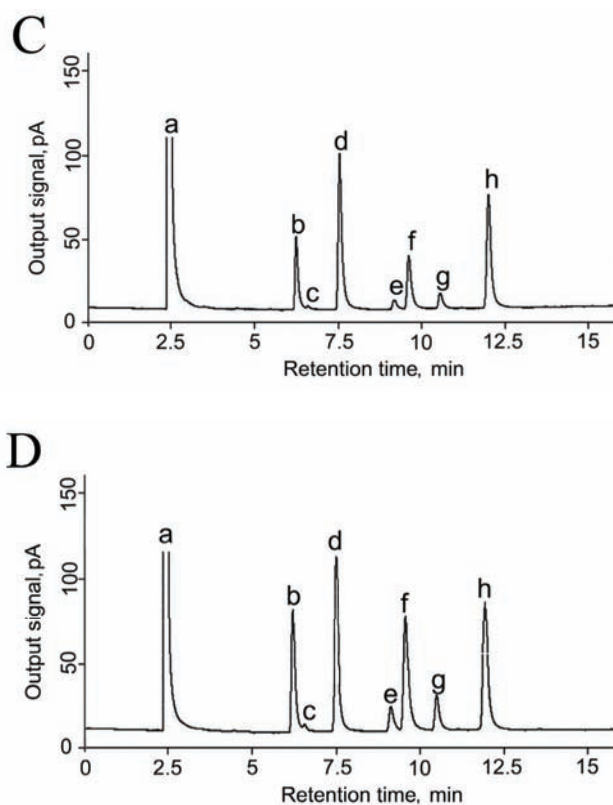 C
150
100
50
0
Output signal,pA
a
b
c
d
e
f
g
h
0 2.5 5 7.5 10 12.5 15
Retention time, min
D
150
100
50
0
Output signal,pA
a
b
c
d
e
f
g
h
0 2.5 5 7.5 10 12.5 15
Retention time, min